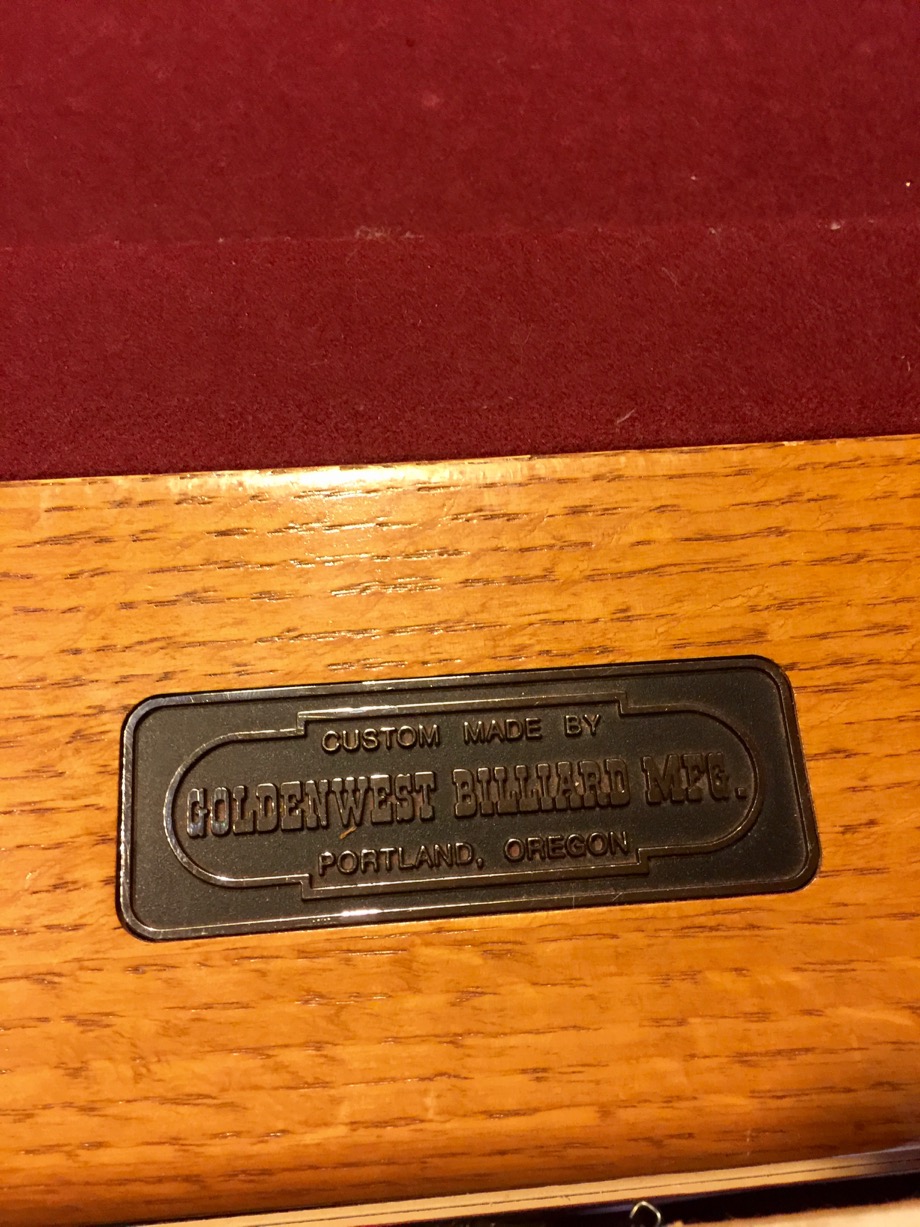 CUSTOM MADE BY
GOLDENWEST BILLIARD MFG.
PORTLAND, OREGON